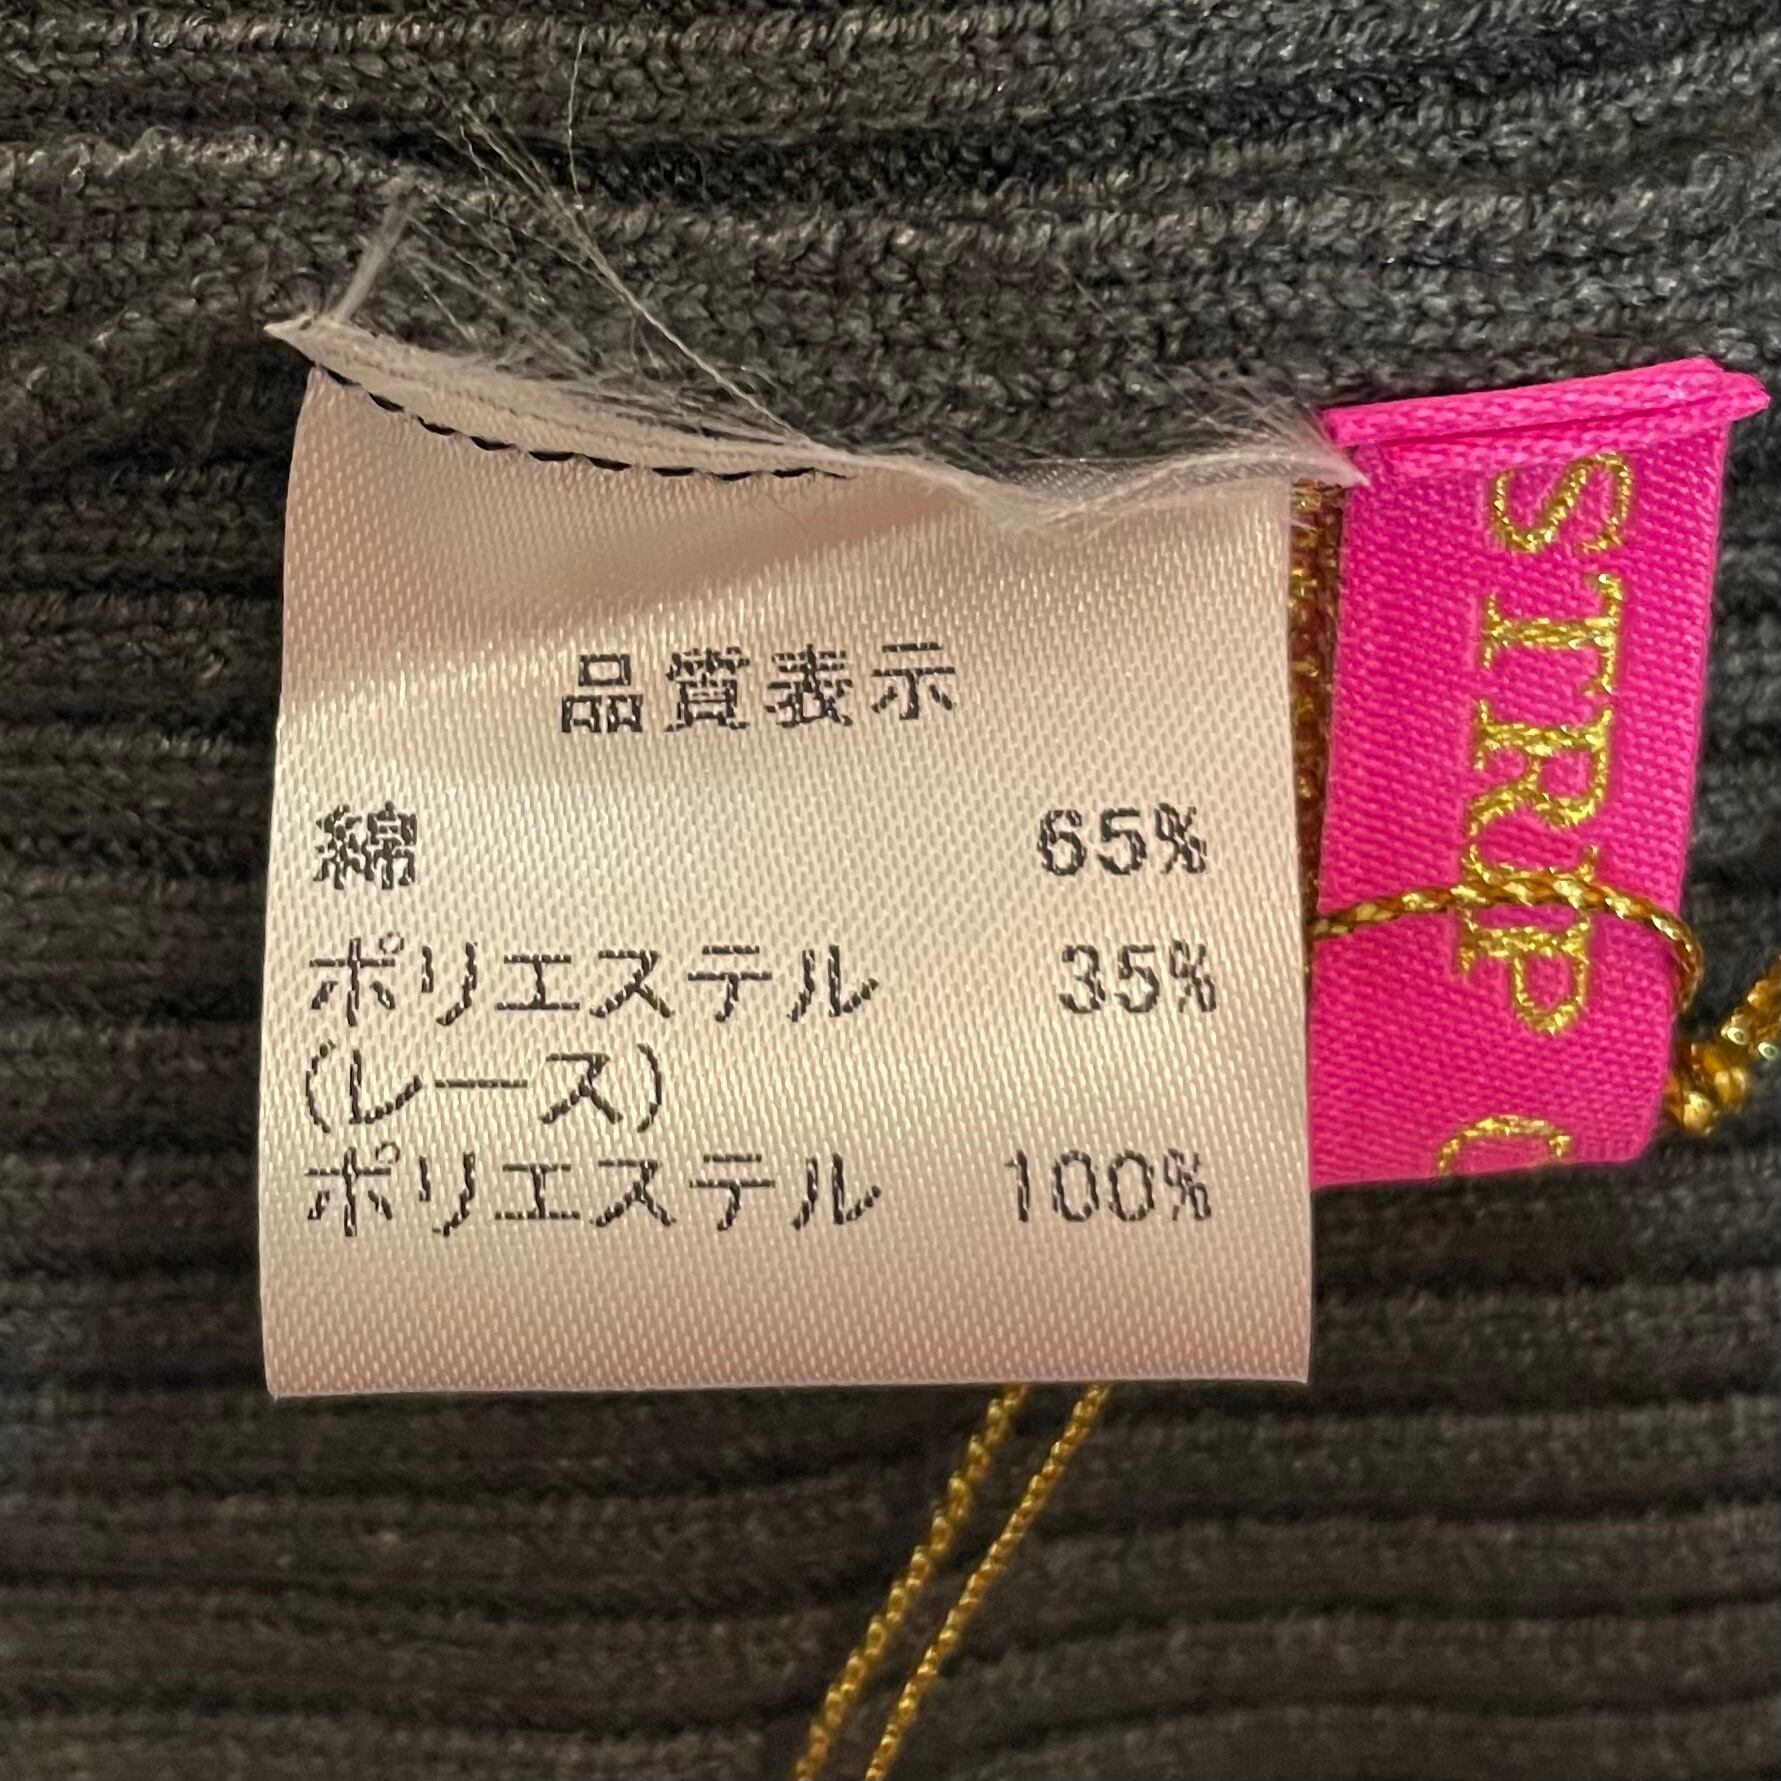 品質表示
綿 65%
ポリエステル 35%
(レース)
ポリエステル 100%
STRIP